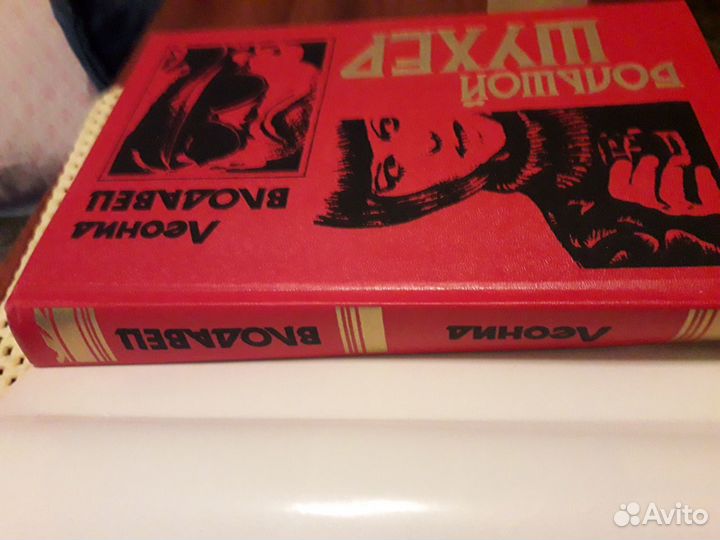 Леонид
ВЛОДАВЕЦ
БОЛЬШОЙ
ШУХЕР
Леонид
ВЛОДАВЕЦ
Avito